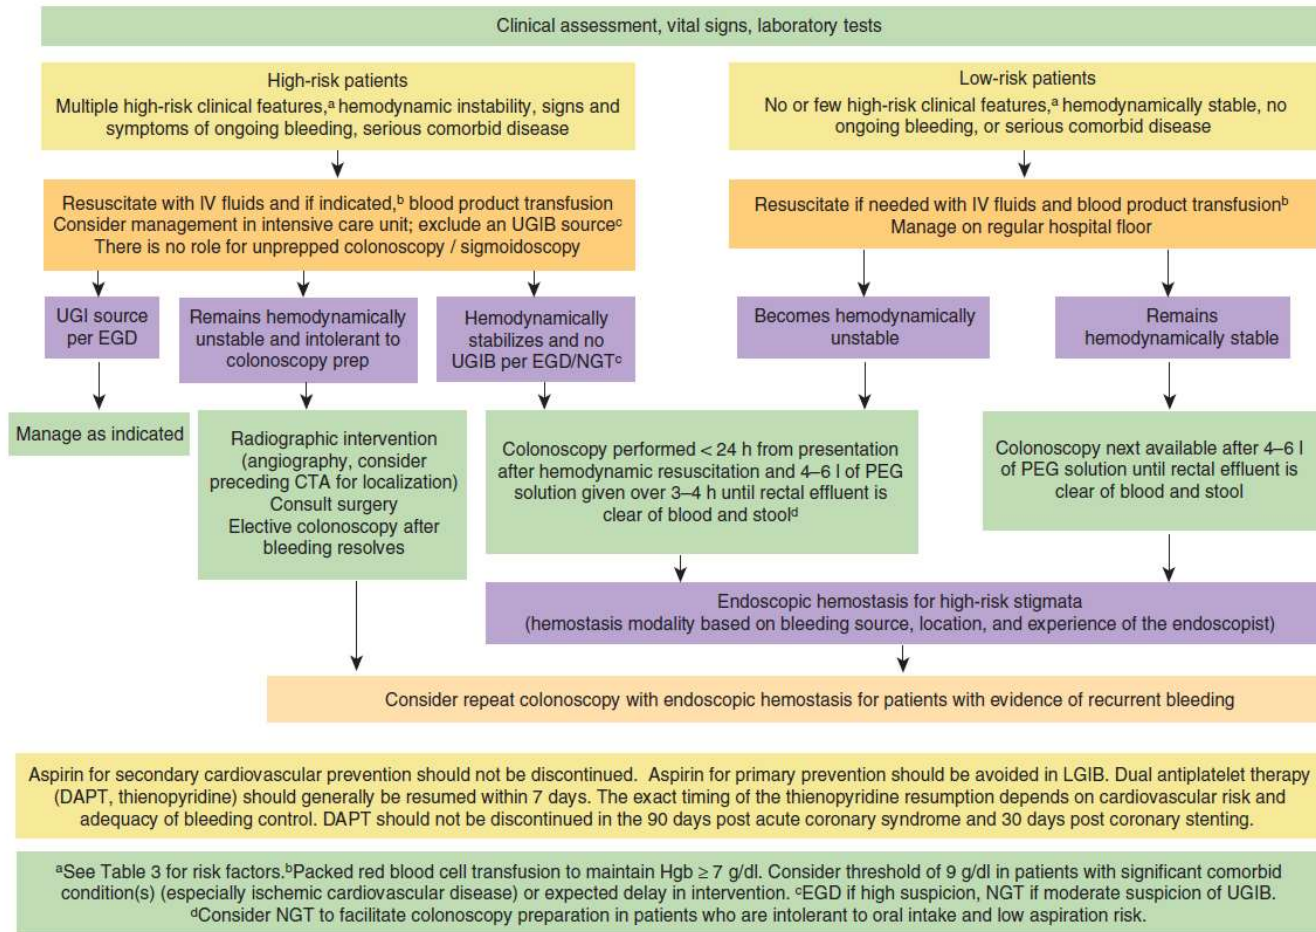 Clinical assessment, vital signs, laboratory tests
High-risk patients
Multiple high-risk clinical features,ᵃ hemodynamic instability, signs and
symptoms of ongoing bleeding, serious comorbid disease
Low-risk patients
No or few high-risk clinical features,ᵃ hemodynamically stable, no
ongoing bleeding, or serious comorbid disease
Resuscitate with IV fluids and if indicated,ᵇ blood product transfusion
Consider management in intensive care unit; exclude an UGIB sourceᶜ
There is no role for unprepped colonoscopy / sigmoidoscopy
Resuscitate if needed with IV fluids and blood product transfusionᵇ
Manage on regular hospital floor
UGI source
per EGD
Remains hemodynamically
unstable and intolerant to
colonoscopy prep
Hemodynamically
stabilizes and no
UGIB per EGD/NGTᶜ
Becomes hemodynamically
unstable
Remains
hemodynamically stable
Manage as indicated
Radiographic intervention
(angiography, consider
preceding CTA for localization)
Consult surgery
Elective colonoscopy after
bleeding resolves
Colonoscopy performed < 24 h from presentation
after hemodynamic resuscitation and 4–6 l of PEG
solution given over 3–4 h until rectal effluent is
clear of blood and stoolᵈ
Colonoscopy next available after 4–6 l
of PEG solution until rectal effluent is
clear of blood and stool
Endoscopic hemostasis for high-risk stigmata
(hemostasis modality based on bleeding source, location, and experience of the endoscopist)
Consider repeat colonoscopy with endoscopic hemostasis for patients with evidence of recurrent bleeding
Aspirin for secondary cardiovascular prevention should not be discontinued. Aspirin for primary prevention should be avoided in LGIB. Dual antiplatelet therapy
(DAPT, thienopyridine) should generally be resumed within 7 days. The exact timing of the thienopyridine resumption depends on cardiovascular risk and
adequacy of bleeding control. DAPT should not be discontinued in the 90 days post acute coronary syndrome and 30 days post coronary stenting.
ᵃSee Table 3 for risk factors.ᵇPacked red blood cell transfusion to maintain Hgb ≥ 7 g/dl. Consider threshold of 9 g/dl in patients with significant comorbid
condition(s) (especially ischemic cardiovascular disease) or expected delay in intervention. ᶜEGD if high suspicion, NGT if moderate suspicion of UGIB.
ᵈConsider NGT to facilitate colonoscopy preparation in patients who are intolerant to oral intake and low aspiration risk.